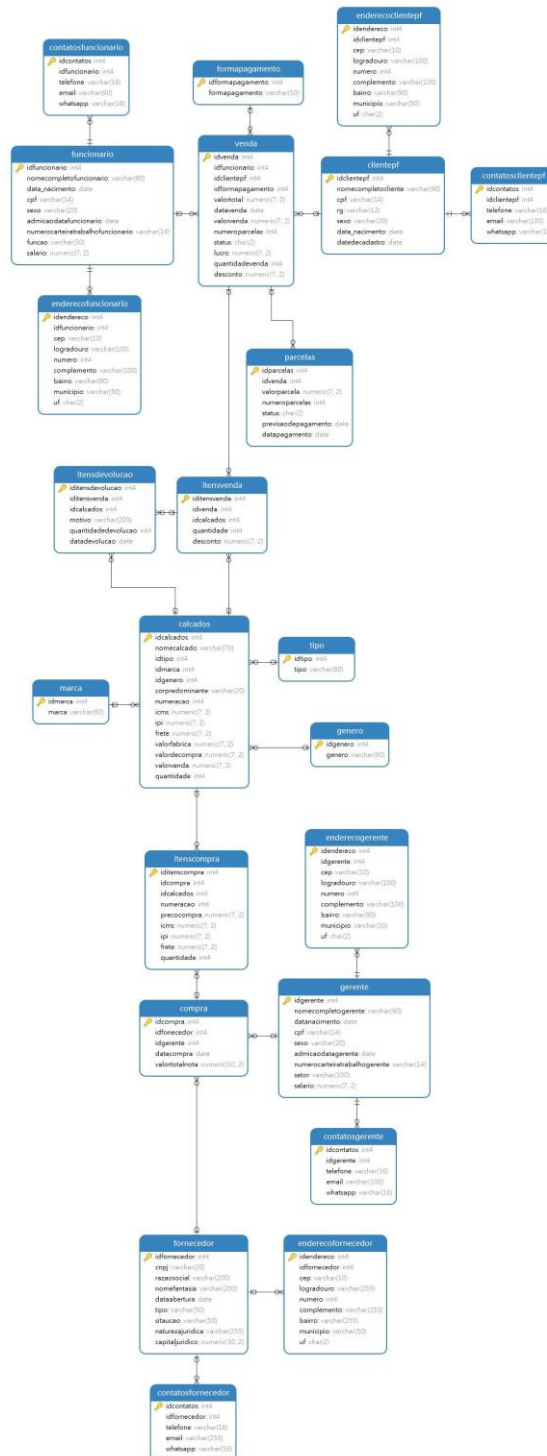 enderecoclientepf
idendereco: int4
idclientepf: int4
cep: varchar(10)
logradouro: varchar(100)
numero: int4
complemento: varchar(100)
bairro: varchar(90)
municipio: varchar(50)
uf: char(2)
contatosfuncionario
idcontatos: int4
idfuncionario: int4
telefone: varchar(16)
email: varchar(90)
whatsapp: varchar(16)
formapagamento
idformapagamento: int4
formapagamento: varchar(10)
funcionario
idfuncionario: int4
nomecompletofuncionario: varchar(90)
data_nacimento: date
cpf: varchar(14)
sexo: varchar(20)
admicaodatafuncionario: date
numerocarteiratrabalhofuncionario: varchar(14)
funcao: varchar(50)
salario: numeric(7, 2)
venda
idvenda: int4
idfuncionario: int4
idclientepf: int4
idformapagamento: int4
valortotal: numeric(7, 2)
datavenda: date
valorvenda: numeric(7, 2)
numeroparcelas: int4
status: char(2)
lucro: numeric(7, 2)
quantidadevenda: int4
desconto: numeric(7, 2)
clientepf
idclientepf: int4
nomecompletocliente: varchar(90)
cpf: varchar(14)
rg: varchar(12)
sexo: varchar(20)
data_nacimento: date
datedecadastro: date
contatosclientepf
idcontatos: int4
idclientepf: int4
telefone: varchar(16)
email: varchar(100)
whatsapp: varchar(1
enderecofuncionario
idendereco: int4
idfuncionario: int4
cep: varchar(10)
logradouro: varchar(100)
numero: int4
complemento: varchar(100)
bairro: varchar(90)
municipio: varchar(50)
uf: char(2)
parcelas
idparcelas: int4
idvenda: int4
valorparcela: numeric(7, 2)
numeroparcelas: int4
status: char(2)
previsaodepagamento: date
datapagamento: date
itensdevolucao
iditensdevolucao: int4
iditensvenda: int4
idcalcados: int4
motivo: varchar(200)
quantidadedevolucao: int4
datadevolucao: date
itensvenda
iditensvenda: int4
idvenda: int4
idcalcados: int4
quantidade: int4
desconto: numeric(7, 2)
calcados
idcalcados: int4
nomecalcado: varchar(70)
idtipo: int4
idmarca: int4
idgenero: int4
corpredominante: varchar(20)
numeracao: int4
icms: numeric(7, 2)
ipi: numeric(7, 2)
frete: numeric(7, 2)
valorfabrica: numeric(7, 2)
valordecompra: numeric(7, 2)
valorvenda: numeric(7, 2)
quantidade: int4
tipo
idtipo: int4
tipo: varchar(80)
marca
idmarca: int4
marca: varchar(60)
genero
idgenero: int4
genero: varchar(60)
itenscompra
iditenscompra: int4
idcompra: int4
idcalcados: int4
numeracao: int4
precocompra: numeric(7, 2)
icms: numeric(7, 2)
ipi: numeric(7, 2)
frete: numeric(7, 2)
quantidade: int4
enderecogerente
idendereco: int4
idgerente: int4
cep: varchar(10)
logradouro: varchar(100)
numero: int4
complemento: varchar(100)
bairro: varchar(90)
municipio: varchar(30)
uf: char(2)
compra
idcompra: int4
idfonecedor: int4
idgerente: int4
datacompra: date
valortotalnota: numeric(10, 2)
gerente
idgerente: int4
nomecompletogerente: varchar(90)
datanacimento: date
cpf: varchar(14)
sexo: varchar(20)
admicaodatagerente: date
numerocarteiratrabalhogerente: varchar(14)
setor: varchar(100)
salario: numeric(7, 2)
contatosgerente
idcontatos: int4
idgerente: int4
telefone: varchar(16)
email: varchar(100)
whatsapp: varchar(16)
fornecedor
idfornecedor: int4
cnpj: varchar(20)
razaosocial: varchar(200)
nomefantasia: varchar(200)
dataabertura: date
tipo: varchar(50)
sitaucao: varchar(50)
naturezajuridica: varchar(255)
capitaljuridico: numeric(30, 2)
enderecofornecedor
idendereco: int4
idfornecedor: int4
cep: varchar(10)
logradouro: varchar(255)
numero: int4
complemento: varchar(255)
bairro: varchar(255)
municipio: varchar(50)
uf: char(2)
contatosfornecedor
idcontatos: int4
idfornecedor: int4
telefone: varchar(16)
email: varchar(255)
whatsapp: varchar(16)